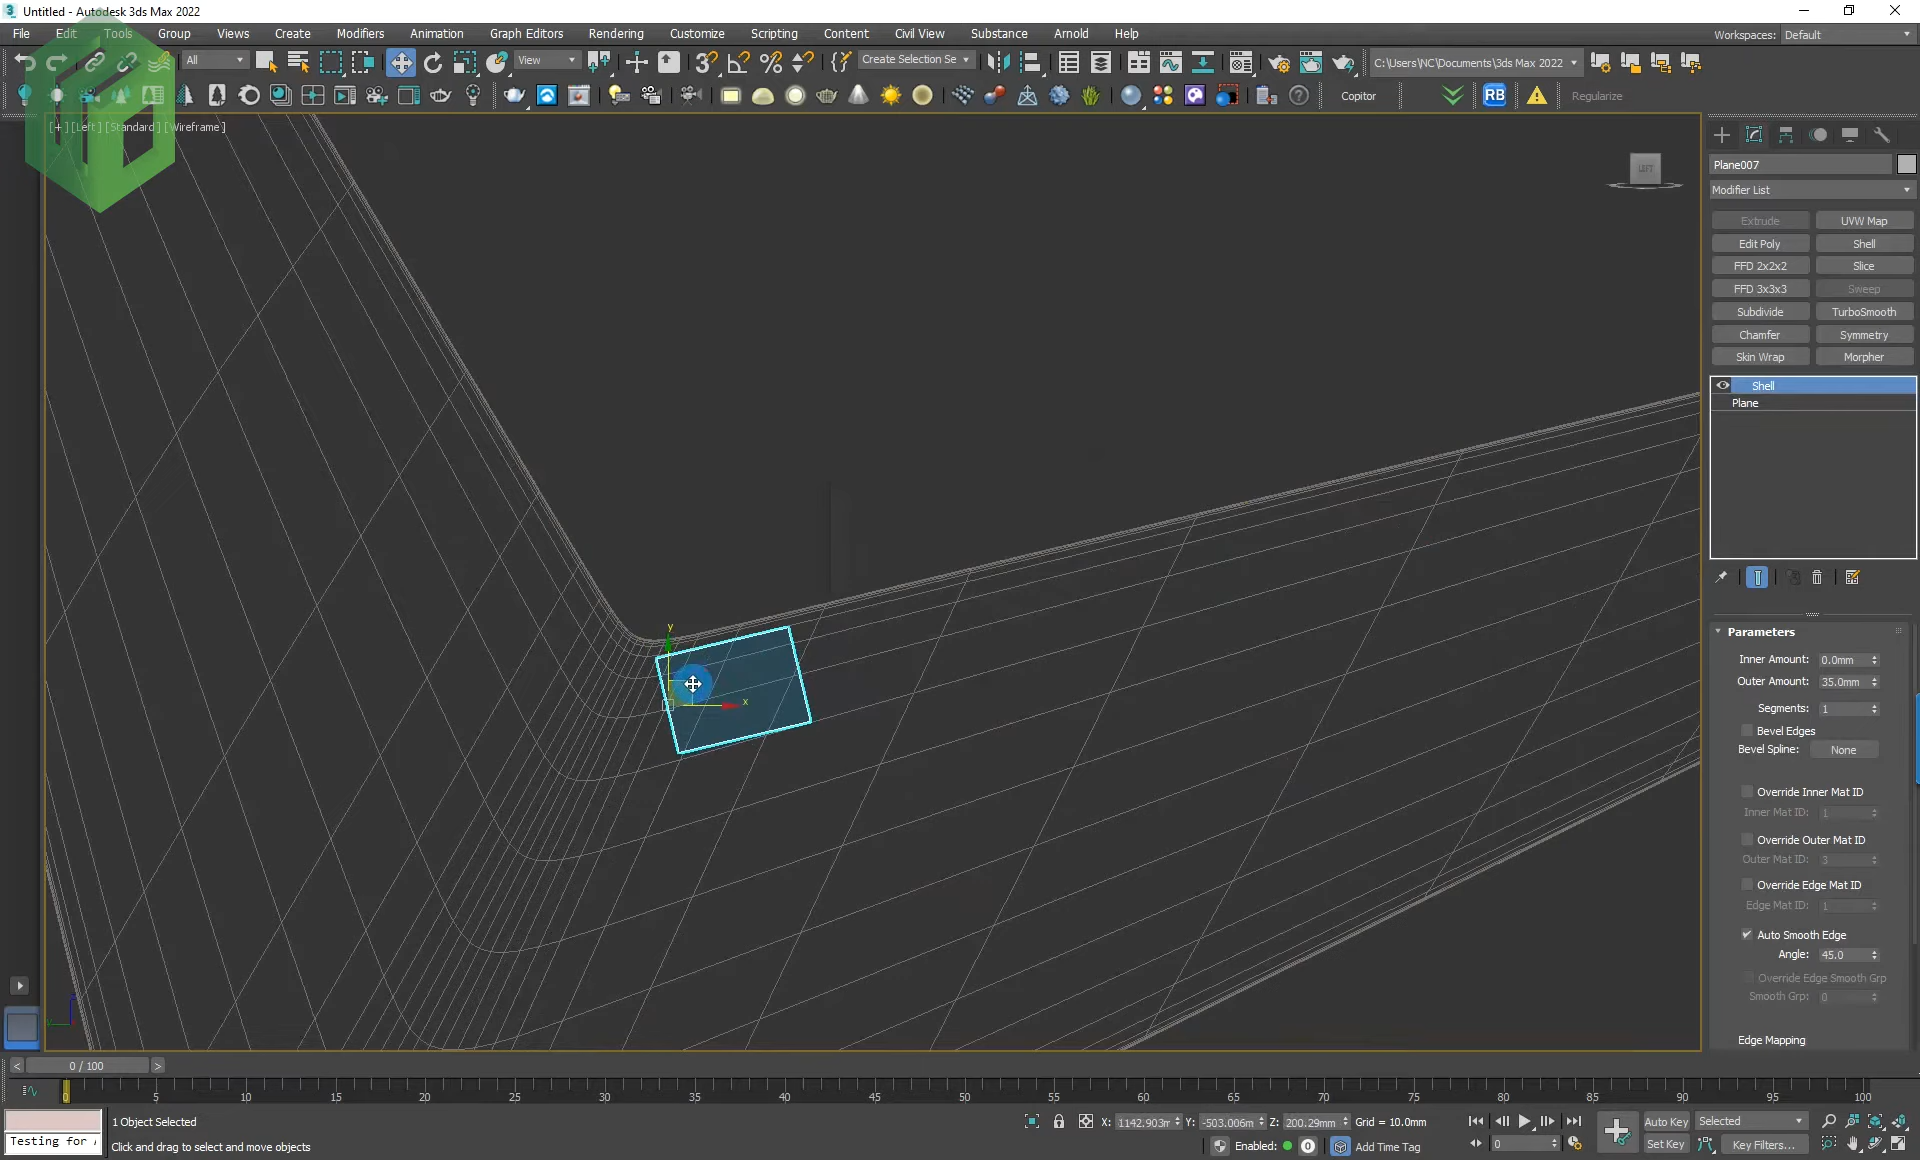 Untitled - Autodesk 3ds Max 2022
File Edit Tools Group Views Create Modifiers Animation Graph Editors Rendering Customize Scripting Content Civil View Substance Arnold Help
Workspaces: Default
All View Create Selection Se C:\Users\NC\Documents\3ds Max 2022
Copitor RB Regularize
[+] [Left] [Standard] [Wireframe]
LEFT
Plane007
Modifier List
Extrude UVW Map
Edit Poly Shell
FFD 2x2x2 Slice
FFD 3x3x3 Sweep
Subdivide TurboSmooth
Chamfer Symmetry
Skin Wrap Morpher
Shell
Plane
y
x
Parameters
Inner Amount: 0.0mm
Outer Amount: 35.0mm
Segments: 1
Bevel Edges
Bevel Spline: None
Override Inner Mat ID
Inner Mat ID: 1
Override Outer Mat ID
Outer Mat ID: 3
Override Edge Mat ID
Edge Mat ID: 1
Auto Smooth Edge
Angle: 45.0
Override Edge Smooth Grp
Smooth Grp: 0
Edge Mapping
< 0 / 100 >
0 5 10 15 20 25 30 35 40 45 50 55 60 65 70 75 80 85 90 95 100
1 Object Selected
X: 1142.903m Y: -503.006m Z: 200.29mm Grid = 10.0mm
Auto Key Selected
Testing for
Click and drag to select and move objects
Enabled: 0 Add Time Tag
0
Set Key Key Filters...